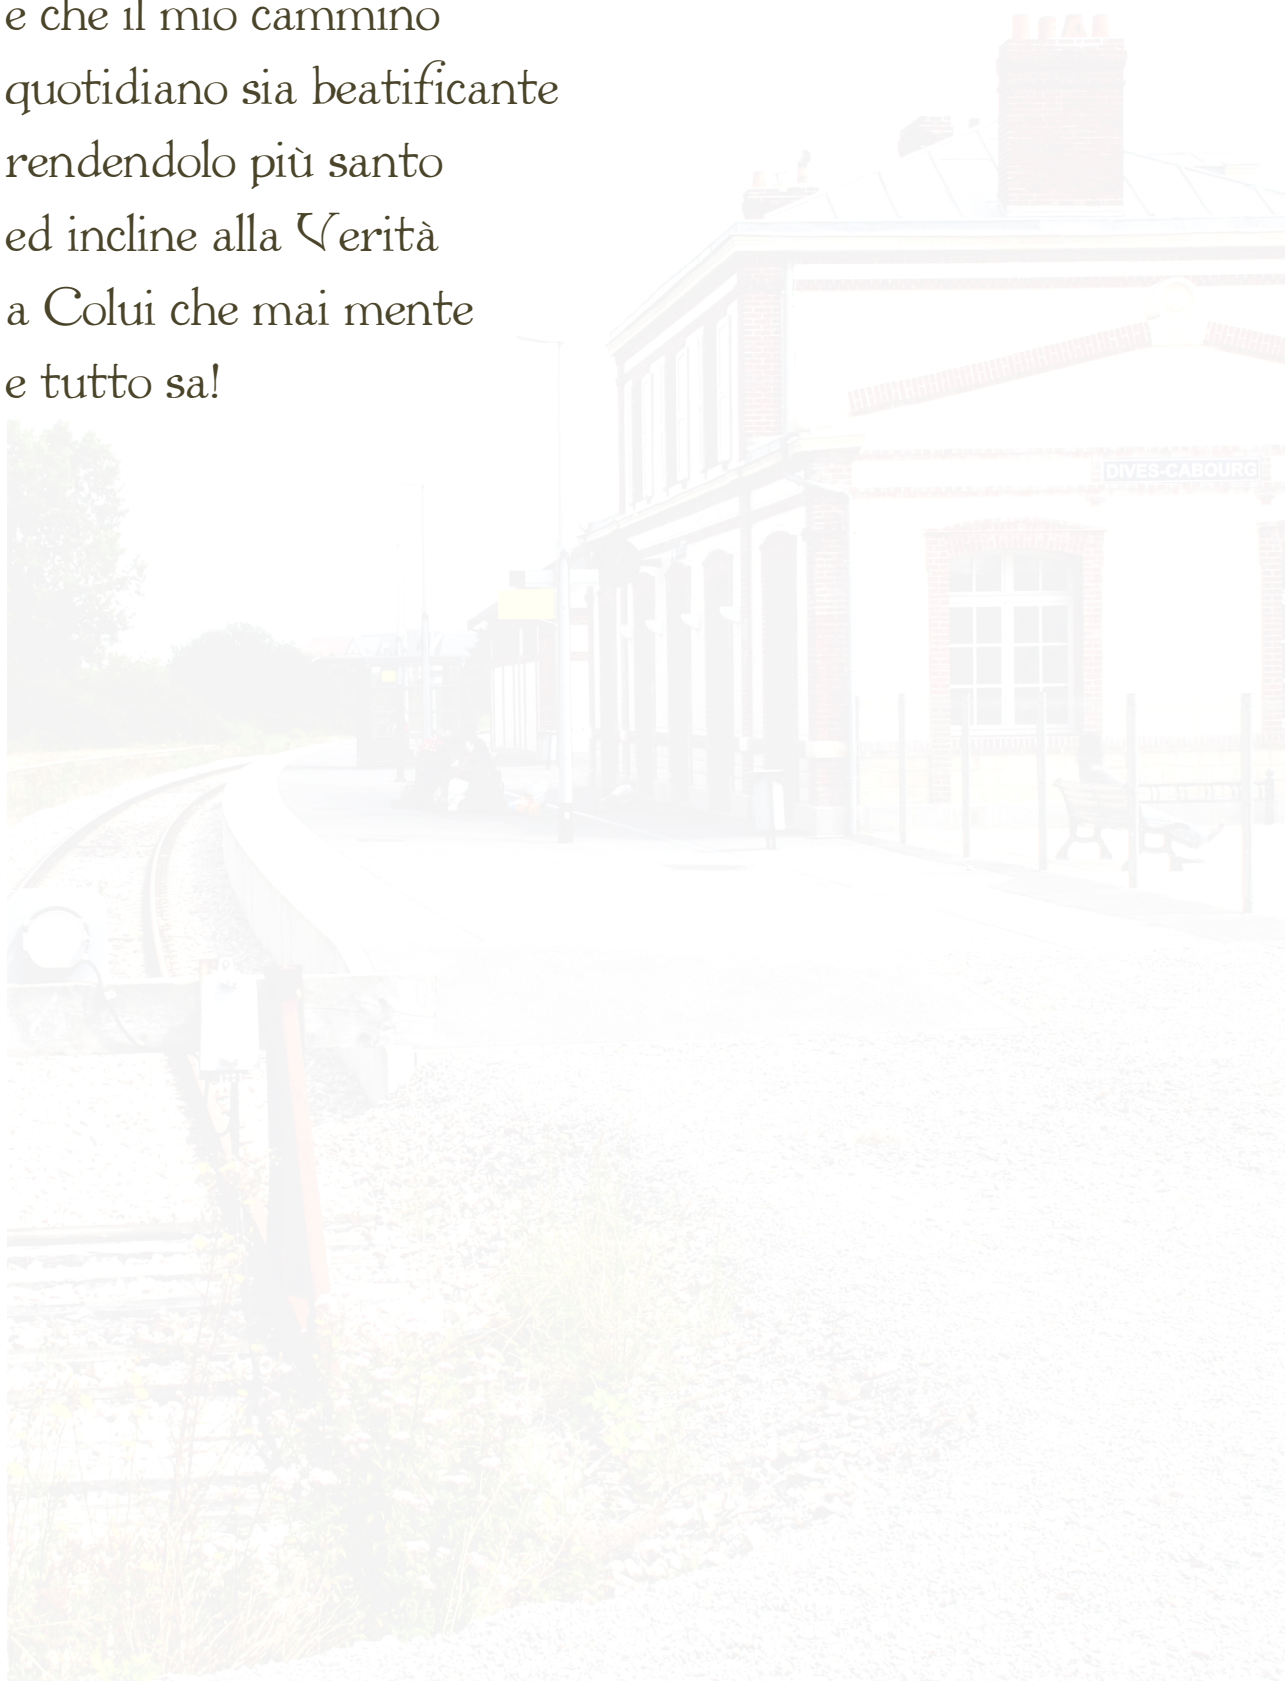 e che il mio cammino
quotidiano sia beatificante
rendendolo più santo
ed incline alla Verità
a Colui che mai mente
e tutto sa!
DIVES-CABOURG